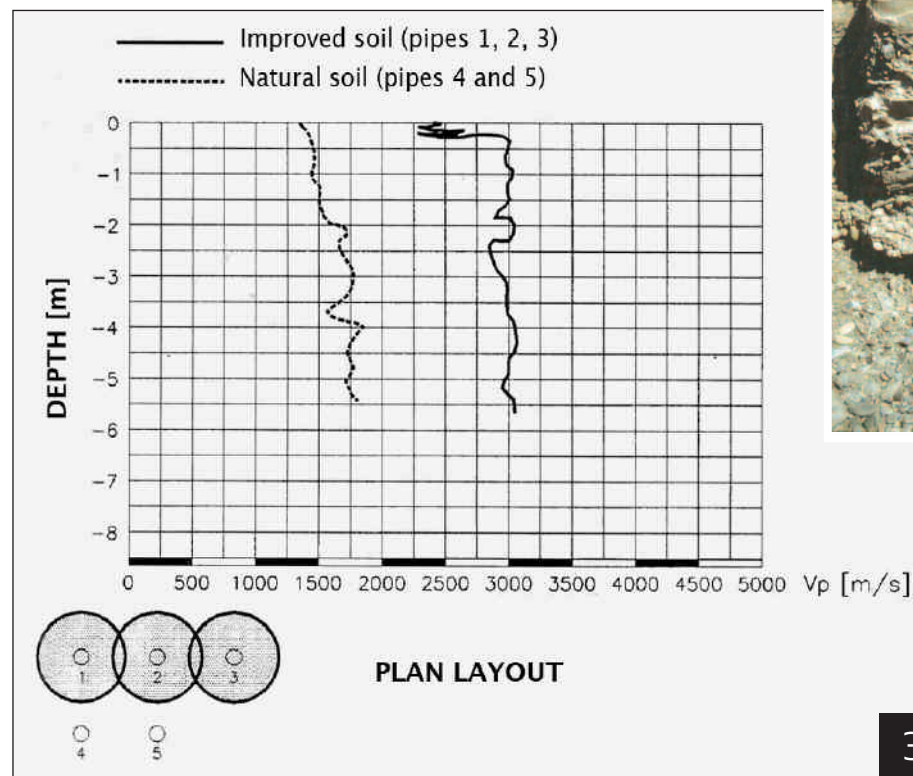 Improved soil (pipes 1, 2, 3)
Natural soil (pipes 4 and 5)
0
-1
-2
-3
-4
-5
-6
-7
-8
DEPTH [m]
0 500 1000 1500 2000 2500 3000 3500 4000 4500 5000 Vp [m/s]
1 2 3
PLAN LAYOUT
4 5
3